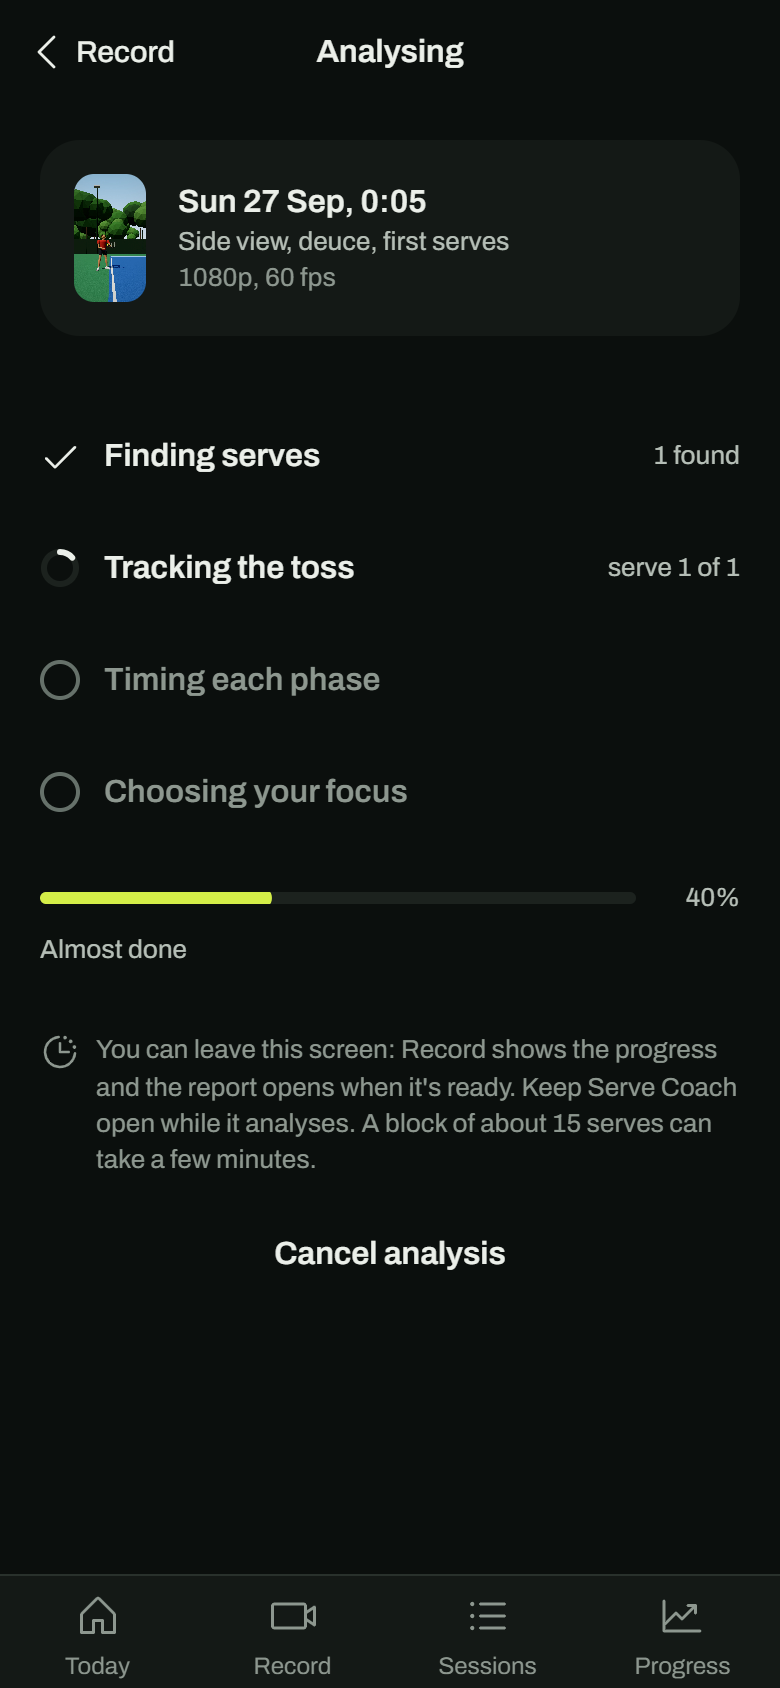 Record
Analysing
Sun 27 Sep, 0:05
Side view, deuce, first serves
1080p, 60 fps
Finding serves
1 found
Tracking the toss
serve 1 of 1
Timing each phase
Choosing your focus
40%
Almost done
You can leave this screen: Record shows the progress
and the report opens when it's ready. Keep Serve Coach
open while it analyses. A block of about 15 serves can
take a few minutes.
Cancel analysis
Today
Record
Sessions
Progress